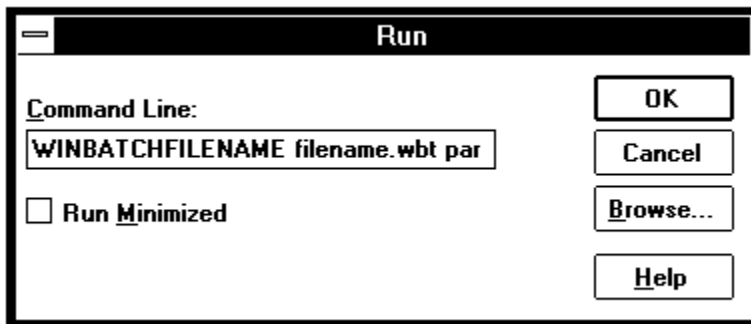 Run
Command Line:
OK
WINBATCHFILENAME filename.wbt par
Cancel
Run Minimized
Browse...
Help